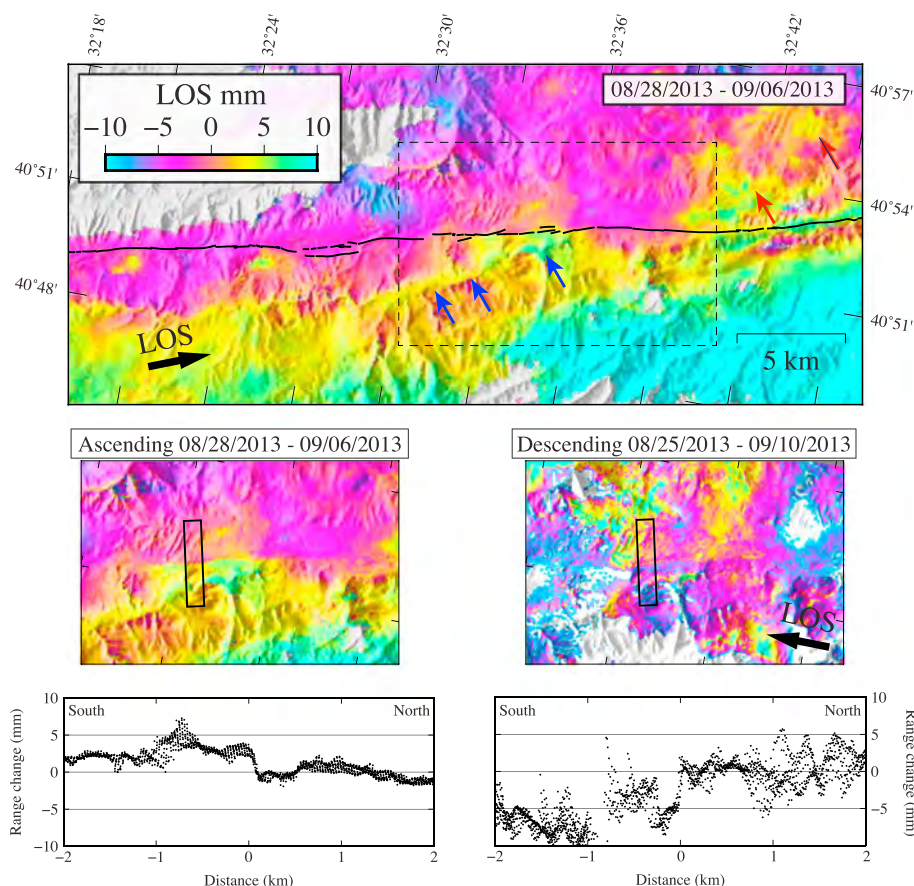 32°18'
32°24'
32°30'
32°36'
32°42'
LOS mm
−10 −5 0 5 10
08/28/2013 - 09/06/2013
40°57'
40°51'
40°54'
40°48'
40°51'
LOS
5 km
Ascending 08/28/2013 - 09/06/2013
Descending 08/25/2013 - 09/10/2013
LOS
10
5
0
−5
−10
Range change (mm)
South
North
−2 −1 0 1 2
Distance (km)
South
North
10
5
0
−5
Range change (mm)
−2 −1 0 1 2
Distance (km)